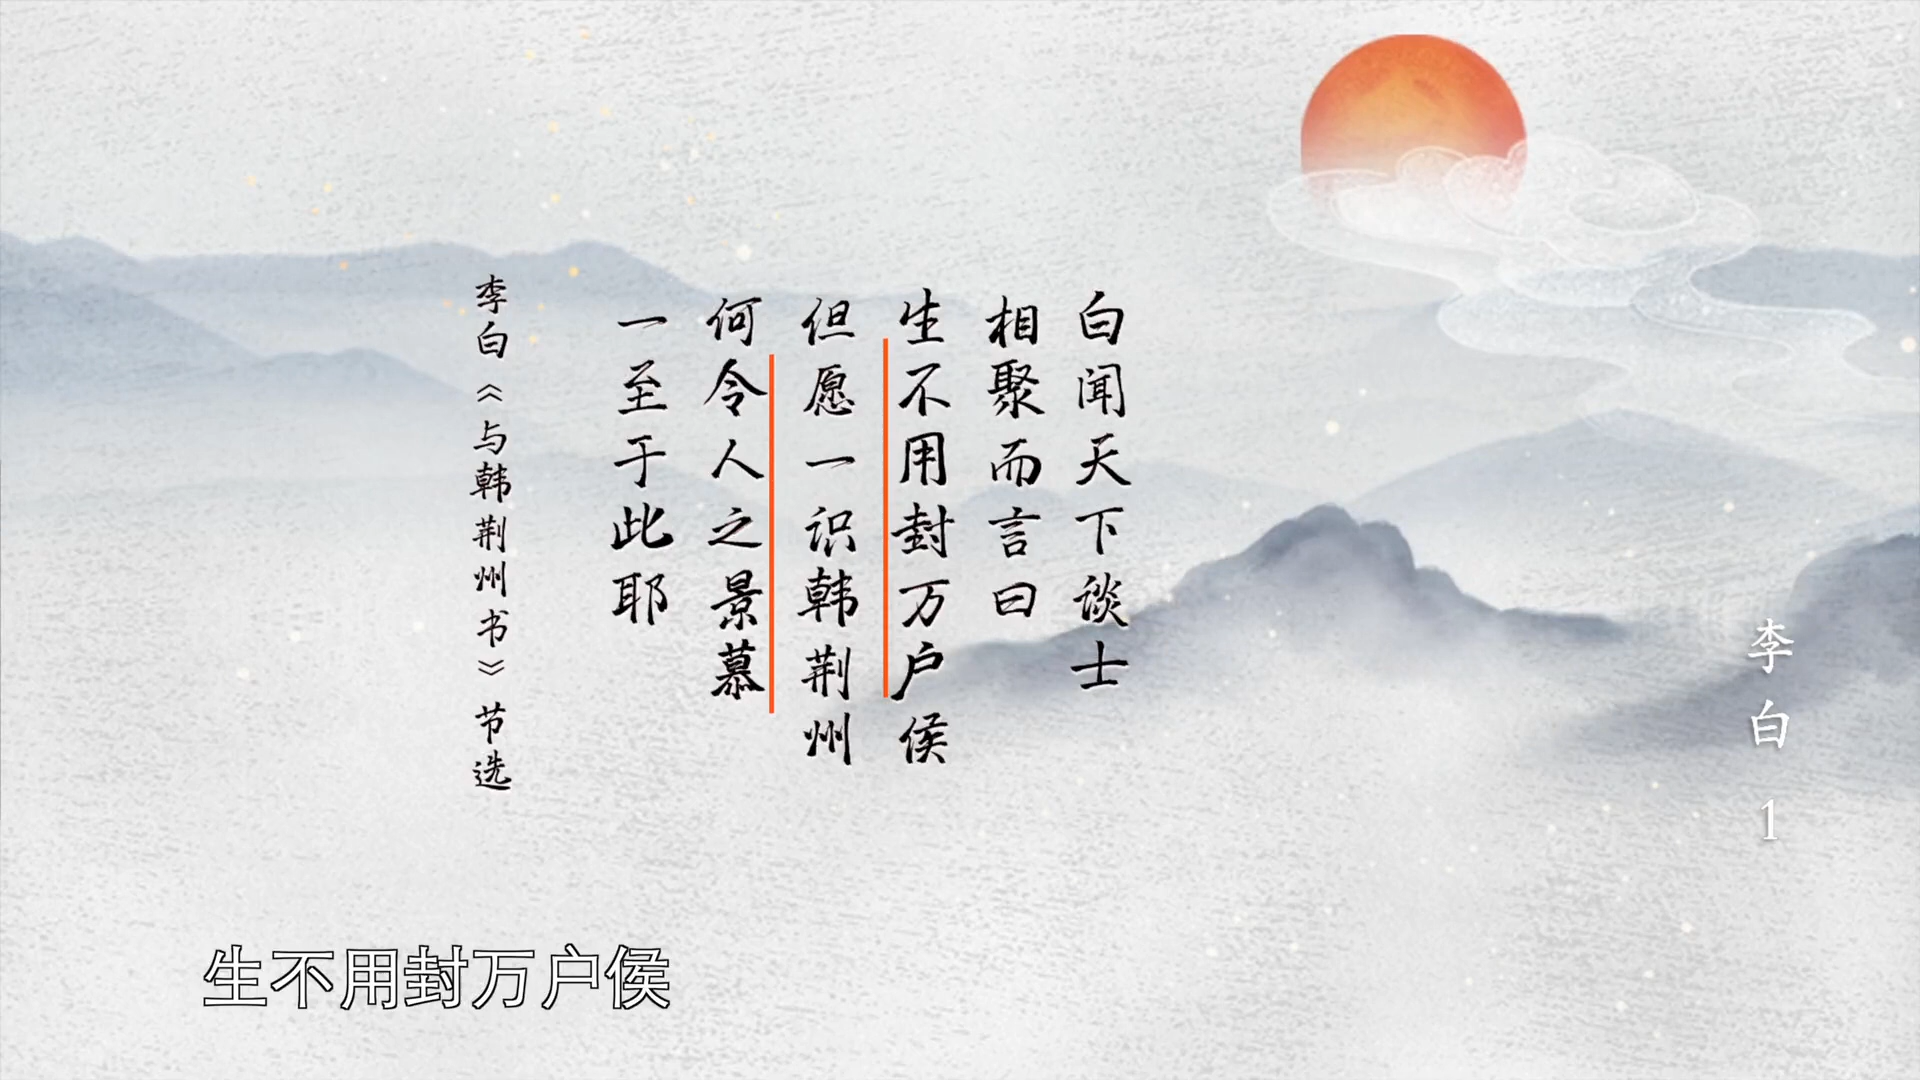 白闻天下谈士
相聚而言曰
生不用封万户侯
但愿一识韩荆州
何令人之景慕
一至于此耶
李白《与韩荆州书》节选
李白 1
生不用封万户侯